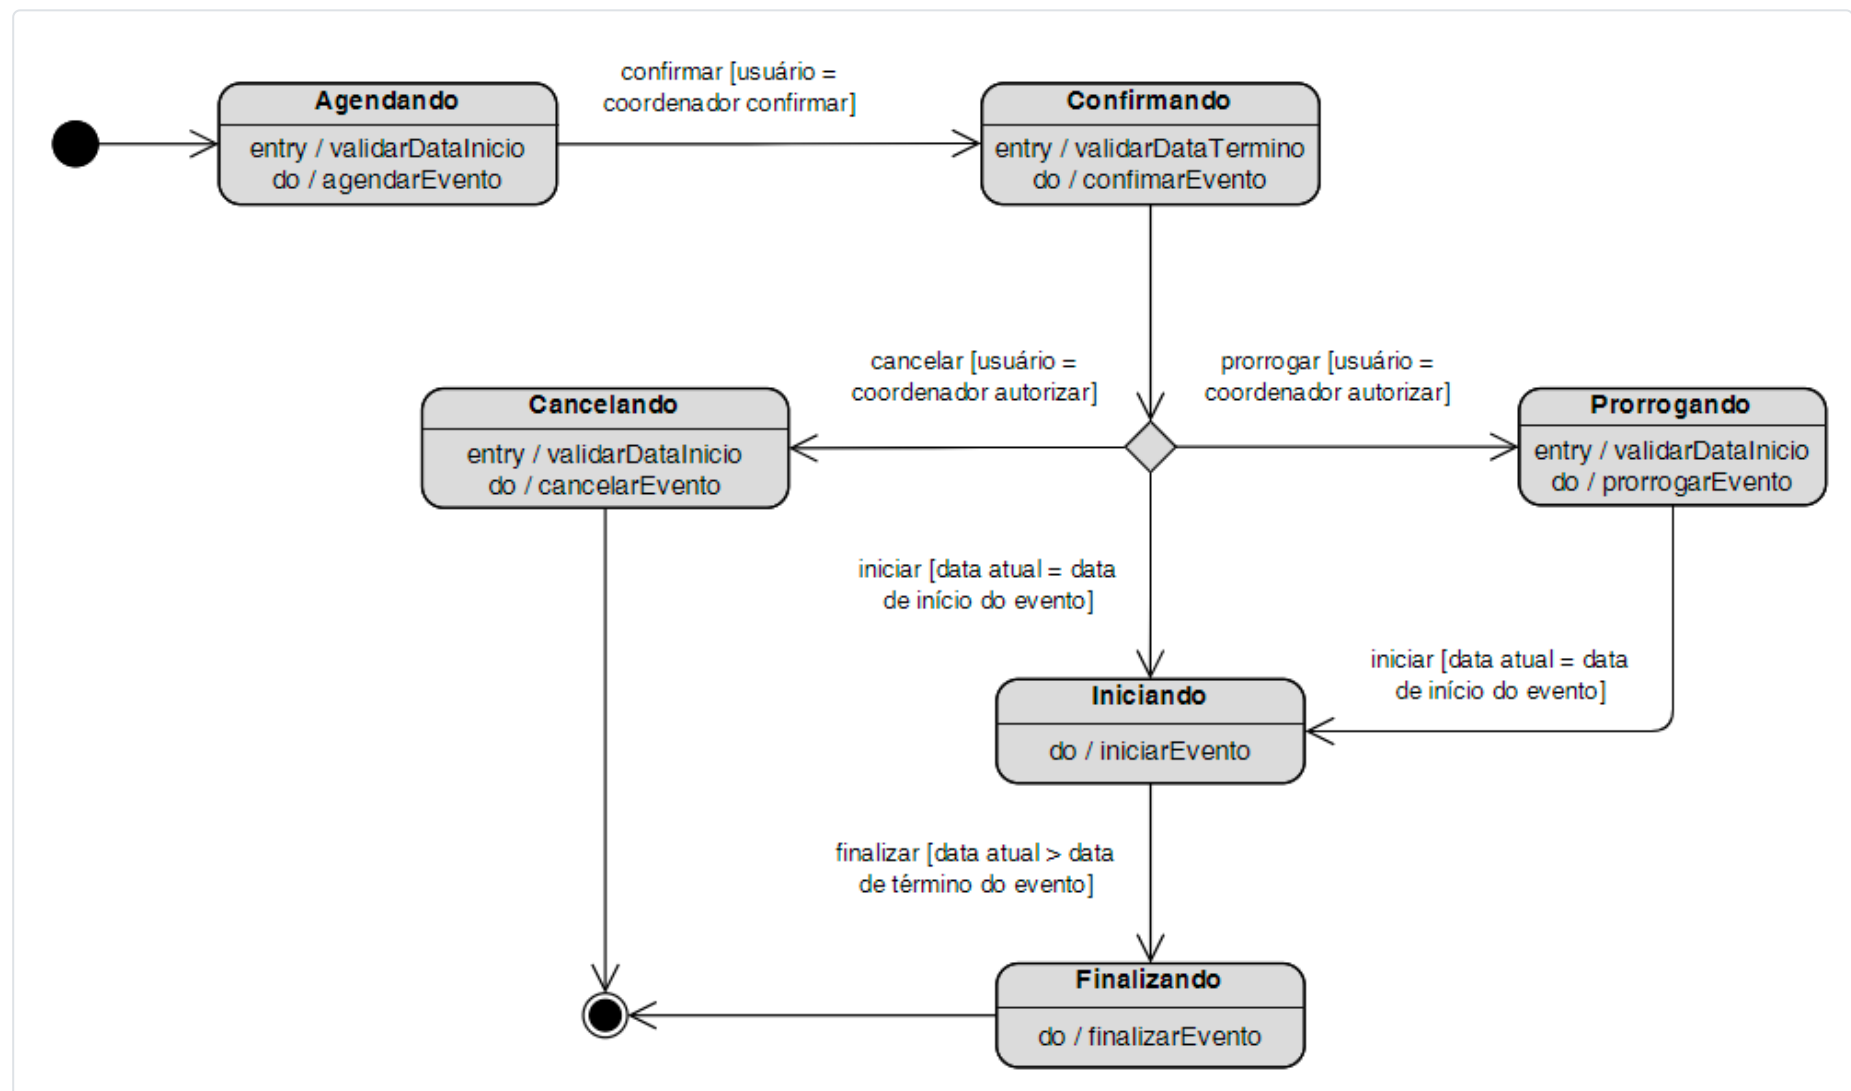 confirmar [usuário =
coordenador confirmar]
Agendando
entry / validarDataInicio
do / agendarEvento
Confirmando
entry / validarDataTermino
do / confimarEvento
cancelar [usuário =
coordenador autorizar]
prorrogar [usuário =
coordenador autorizar]
Cancelando
entry / validarDataInicio
do / cancelarEvento
Prorrogando
entry / validarDataInicio
do / prorrogarEvento
iniciar [data atual = data
de início do evento]
iniciar [data atual = data
de início do evento]
Iniciando
do / iniciarEvento
finalizar [data atual > data
de término do evento]
Finalizando
do / finalizarEvento